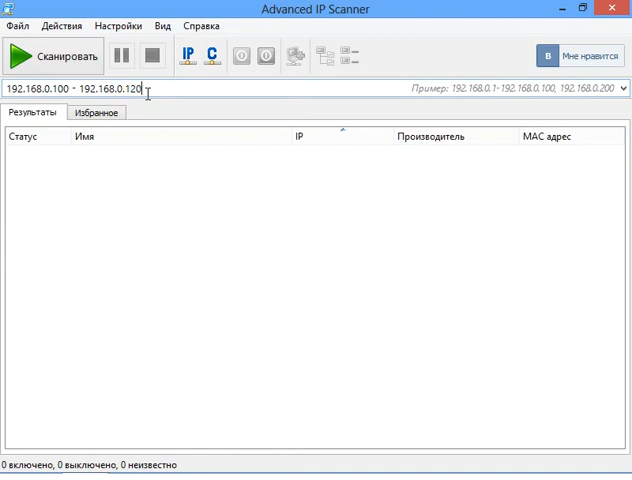 Advanced IP Scanner
Файл Действия Настройки Вид Справка
Сканировать IP C B Мне нравится
192.168.0.100 - 192.168.0.120 Пример: 192.168.0.1-192.168.0.100, 192.168.0.200
Результаты Избранное
Статус Имя IP Производитель MAC адрес
0 включено, 0 выключено, 0 неизвестно